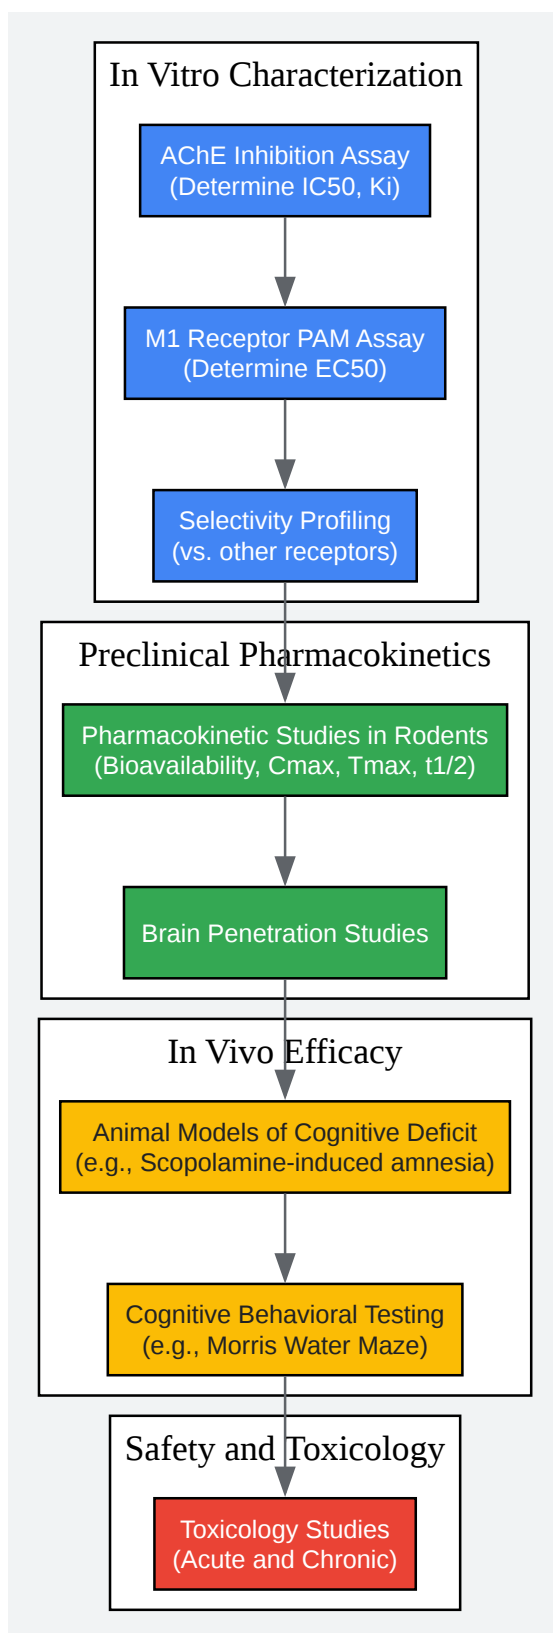 In Vitro Characterization
AChE Inhibition Assay
(Determine IC50, Ki)
M1 Receptor PAM Assay
(Determine EC50)
Selectivity Profiling
(vs. other receptors)
Preclinical Pharmacokinetics
Pharmacokinetic Studies in Rodents
(Bioavailability, Cmax, Tmax, t1/2)
Brain Penetration Studies
In Vivo Efficacy
Animal Models of Cognitive Deficit
(e.g., Scopolamine-induced amnesia)
Cognitive Behavioral Testing
(e.g., Morris Water Maze)
Safety and Toxicology
Toxicology Studies
(Acute and Chronic)